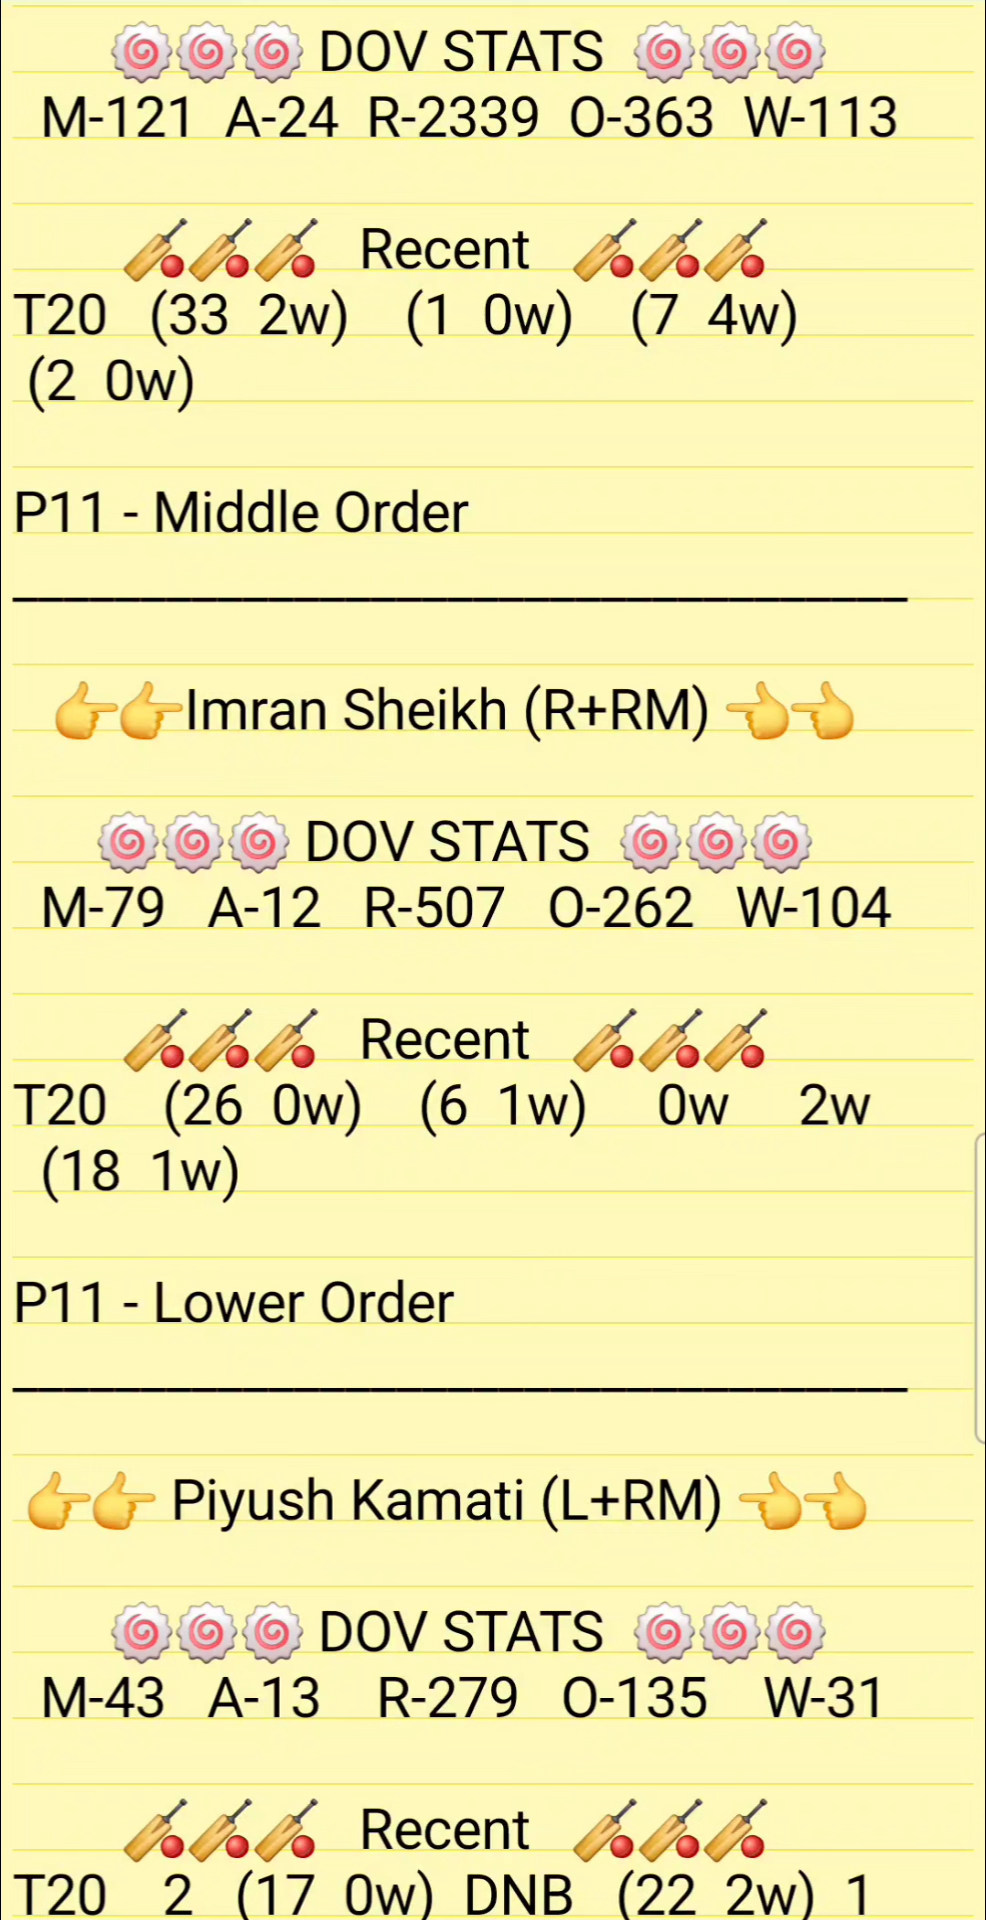 🍥🍥🍥 DOV STATS 🍥🍥🍥
M-121 A-24 R-2339 O-363 W-113
🏏🏏🏏 Recent 🏏🏏🏏
T20 (33 2w) (1 0w) (7 4w)
(2 0w)
P11 - Middle Order
👉👉Imran Sheikh (R+RM) 👈👈
🍥🍥🍥 DOV STATS 🍥🍥🍥
M-79 A-12 R-507 O-262 W-104
🏏🏏🏏 Recent 🏏🏏🏏
T20 (26 0w) (6 1w) 0w 2w
(18 1w)
P11 - Lower Order
👉👉 Piyush Kamati (L+RM) 👈👈
🍥🍥🍥 DOV STATS 🍥🍥🍥
M-43 A-13 R-279 O-135 W-31
🏏🏏🏏 Recent 🏏🏏🏏
T20 2 (17 0w) DNB (22 2w) 1